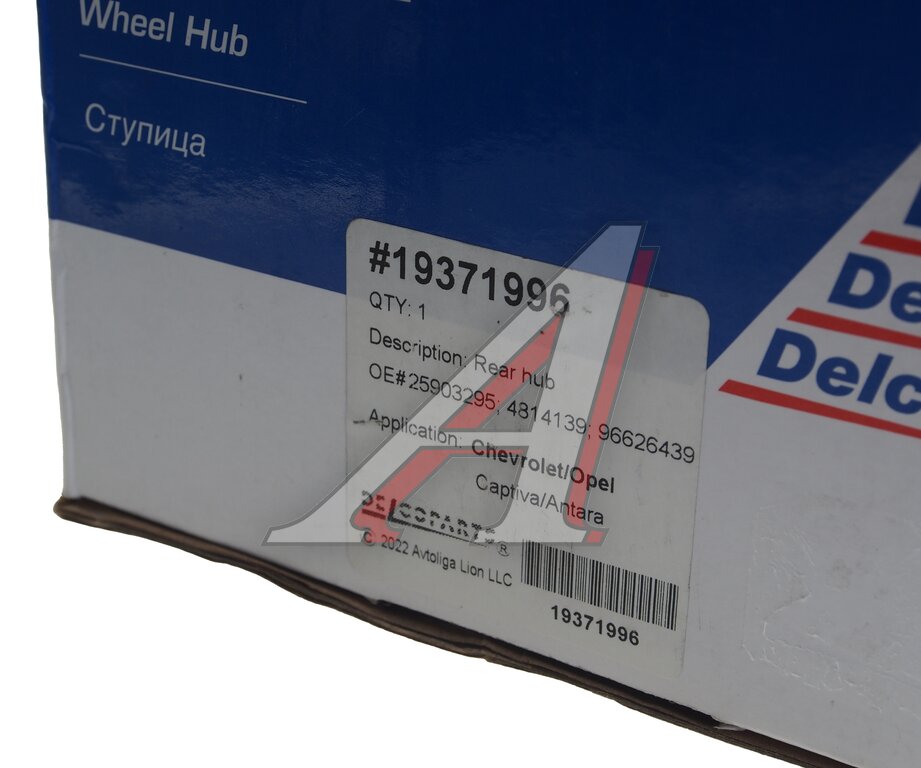 Wheel Hub
Ступица
#19371996
QTY: 1
Description: Rear hub
OE#25903295; 4814139; 96626439
Application: Chevrolet/Opel
Captiva/Antara
DELCOPARTS®
© 2022 Avtoliga Lion LLC
19371996
De
Delc